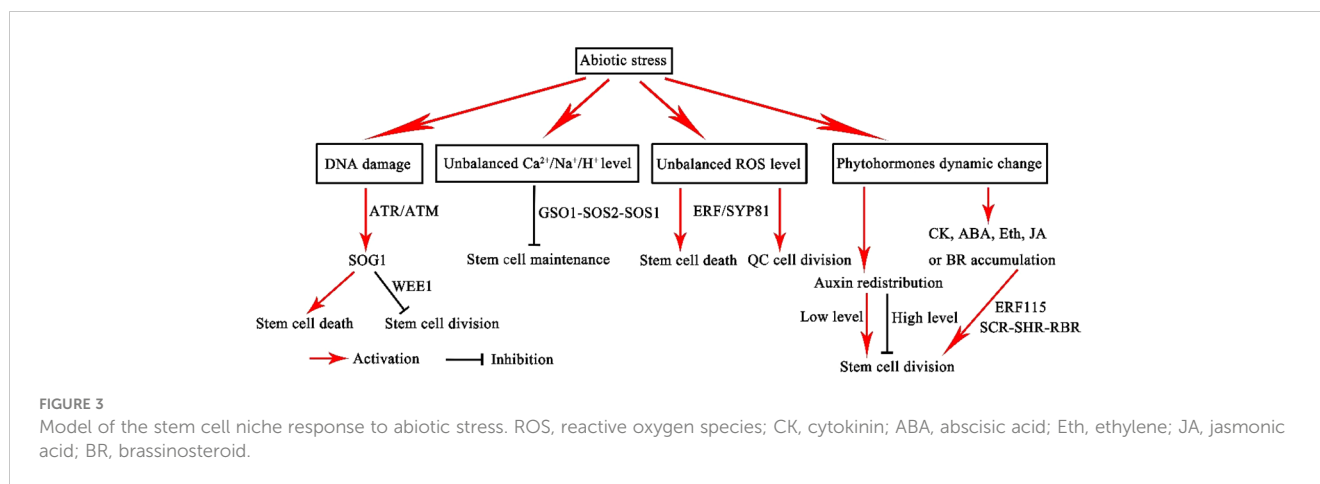 Abiotic stress
DNA damage
Unbalanced Ca²⁺/Na⁺/H⁺ level
Unbalanced ROS level
Phytohormones dynamic change
ATR/ATM
GSO1-SOS2-SOS1
ERF/SYP81
SOG1
Stem cell maintenance
Stem cell death
QC cell division
CK, ABA, Eth, JA
or BR accumulation
WEE1
Auxin redistribution
Stem cell death
Stem cell division
Low level
High level
ERF115
SCR-SHR-RBR
Activation
Inhibition
Stem cell division
FIGURE 3
Model of the stem cell niche response to abiotic stress. ROS, reactive oxygen species; CK, cytokinin; ABA, abscisic acid; Eth, ethylene; JA, jasmonic
acid; BR, brassinosteroid.